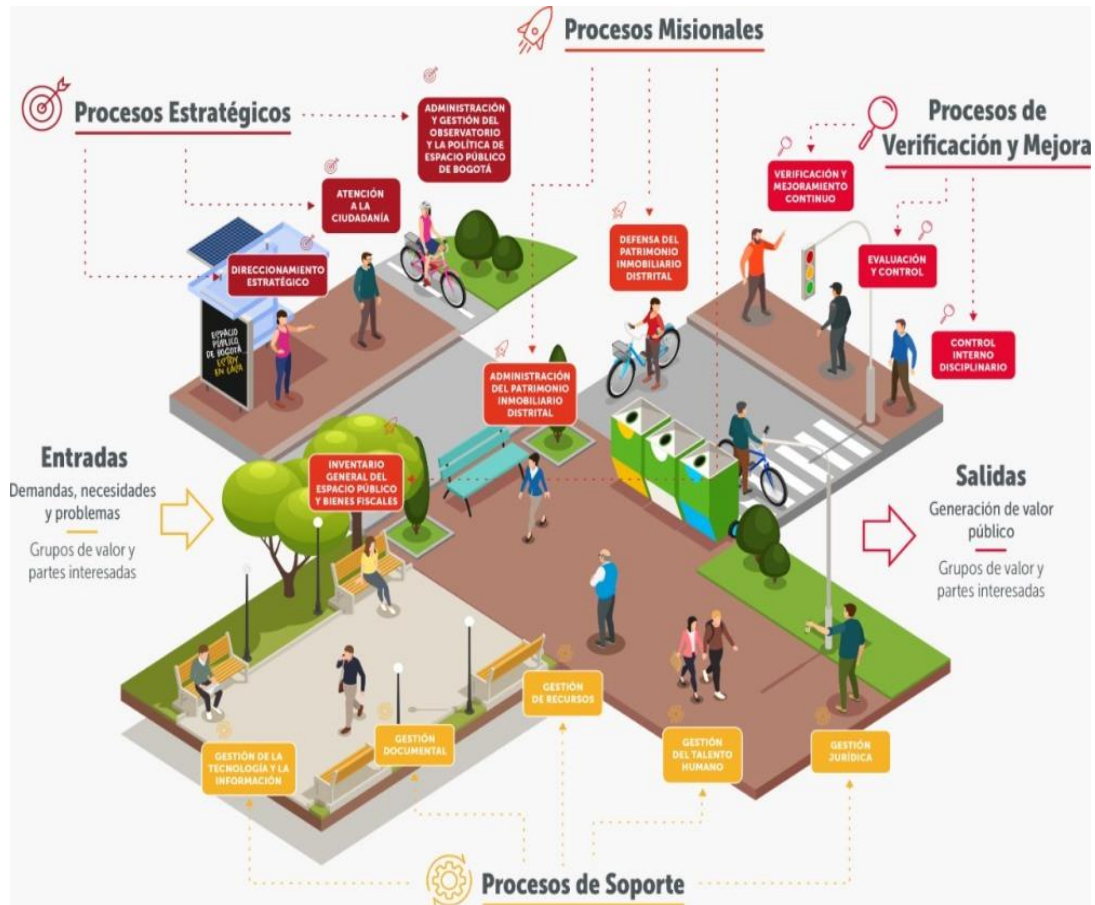 Procesos Misionales
Procesos Estratégicos
ADMINISTRACIÓN
Y GESTIÓN DEL
OBSERVATORIO
Y LA POLÍTICA DE
ESPACIO PÚBLICO
DE BOGOTÁ
ATENCIÓN
A LA
CIUDADANÍA
DIRECCIONAMIENTO
ESTRATÉGICO
ESPACIO
PÚBLICO
DE BOGOTÁ
ESTOY
EN CASA
Procesos de
Verificación y Mejora
VERIFICACIÓN Y
MEJORAMIENTO
CONTINUO
EVALUACIÓN
Y CONTROL
CONTROL
INTERNO
DISCIPLINARIO
DEFENSA DEL
PATRIMONIO
INMOBILIARIO
DISTRITAL
ADMINISTRACIÓN
DEL PATRIMONIO
INMOBILIARIO
DISTRITAL
INVENTARIO
GENERAL DEL
ESPACIO PÚBLICO
Y BIENES FISCALES
Entradas
Demandas, necesidades
y problemas
Grupos de valor y
partes interesadas
Salidas
Generación de valor
público
Grupos de valor y
partes interesadas
GESTIÓN DE LA
TECNOLOGÍA Y LA
INFORMACIÓN
GESTIÓN
DOCUMENTAL
GESTIÓN
DE RECURSOS
GESTIÓN
DEL TALENTO
HUMANO
GESTIÓN
JURÍDICA
Procesos de Soporte